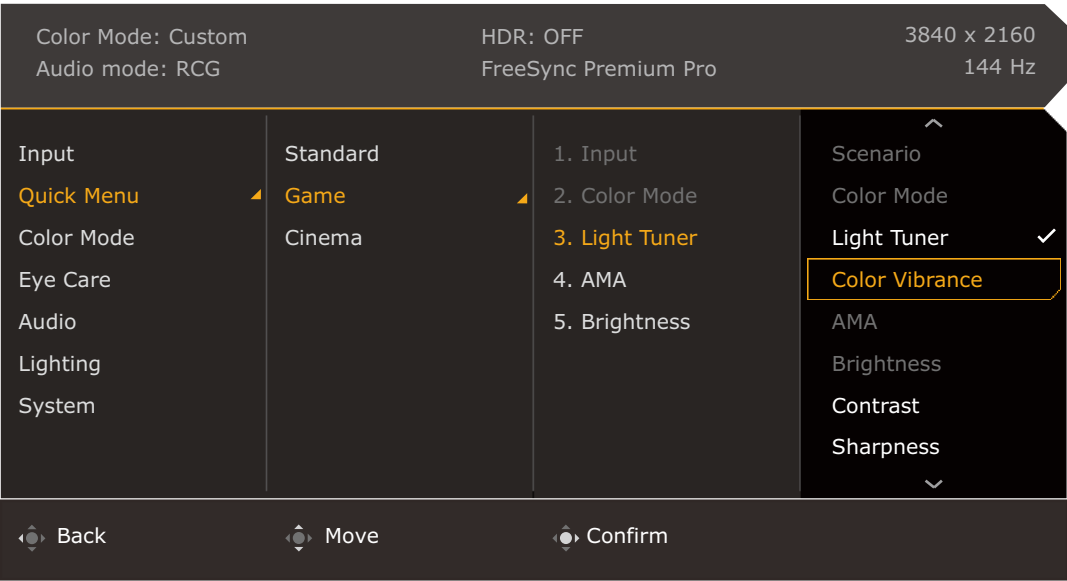 Color Mode: Custom
HDR: OFF
3840 x 2160
Audio mode: RCG
FreeSync Premium Pro
144 Hz
Input
Quick Menu
Color Mode
Eye Care
Audio
Lighting
System
Standard
Game
Cinema
1. Input
2. Color Mode
3. Light Tuner
4. AMA
5. Brightness
Scenario
Color Mode
Light Tuner
Color Vibrance
AMA
Brightness
Contrast
Sharpness
Back
Move
Confirm